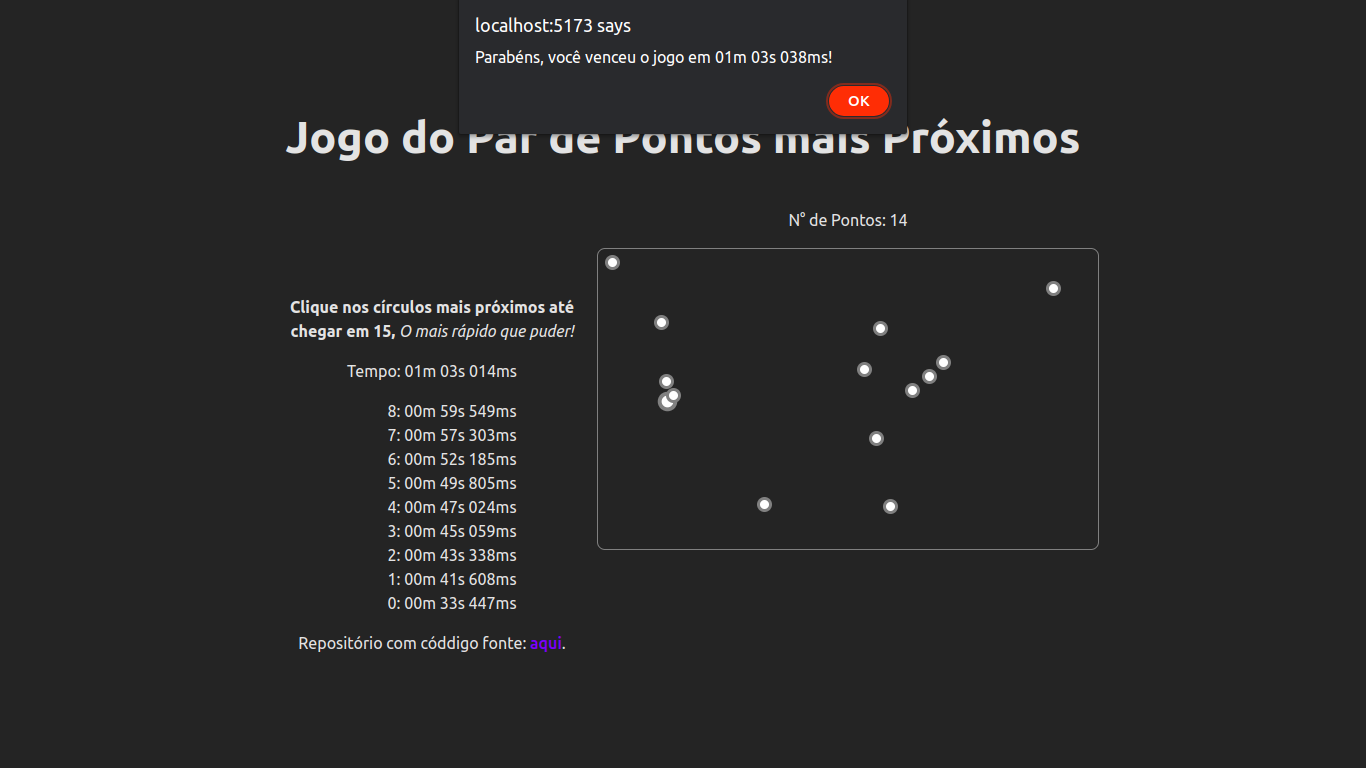 localhost:5173 says
Parabéns, você venceu o jogo em 01m 03s 038ms!
OK
Jogo do Par de Pontos mais Próximos
N° de Pontos: 14
Clique nos círculos mais próximos até
chegar em 15, O mais rápido que puder!
Tempo: 01m 03s 014ms
8: 00m 59s 549ms
7: 00m 57s 303ms
6: 00m 52s 185ms
5: 00m 49s 805ms
4: 00m 47s 024ms
3: 00m 45s 059ms
2: 00m 43s 338ms
1: 00m 41s 608ms
0: 00m 33s 447ms
Repositório com códdigo fonte: aqui.